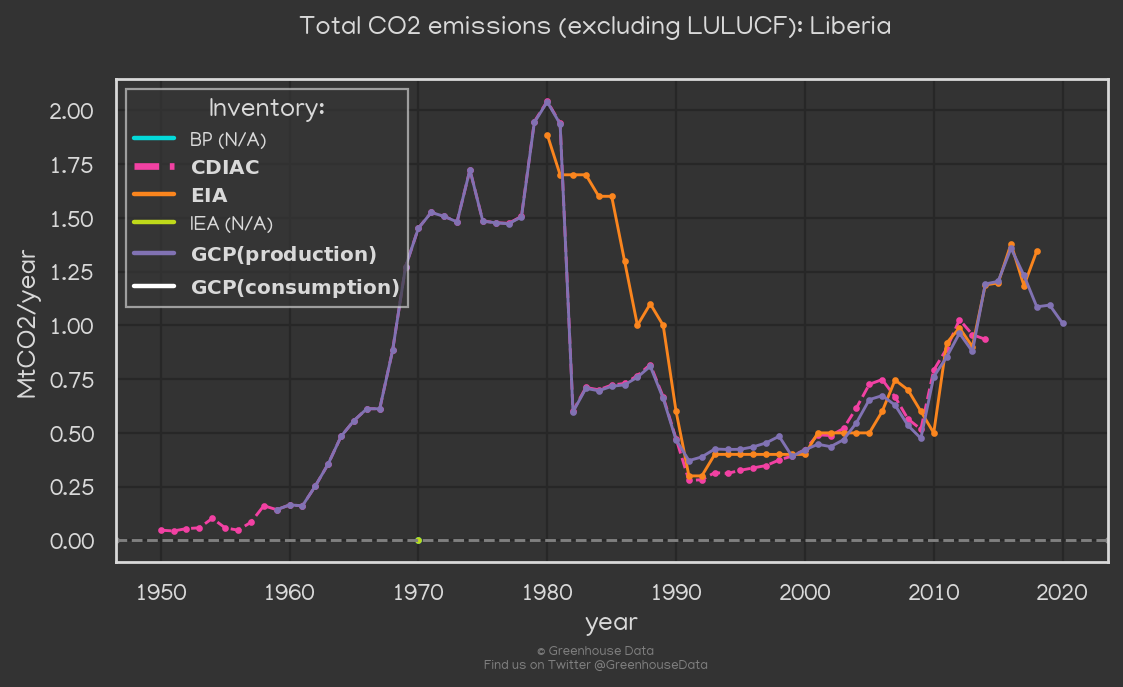 Total CO2 emissions (excluding LULUCF): Liberia
Inventory:
BP (N/A)
CDIAC
EIA
IEA (N/A)
GCP(production)
GCP(consumption)
MtCO2/year
2.00
1.75
1.50
1.25
1.00
0.75
0.50
0.25
0.00
1950 1960 1970 1980 1990 2000 2010 2020
year
© Greenhouse Data
Find us on Twitter @GreenhouseData